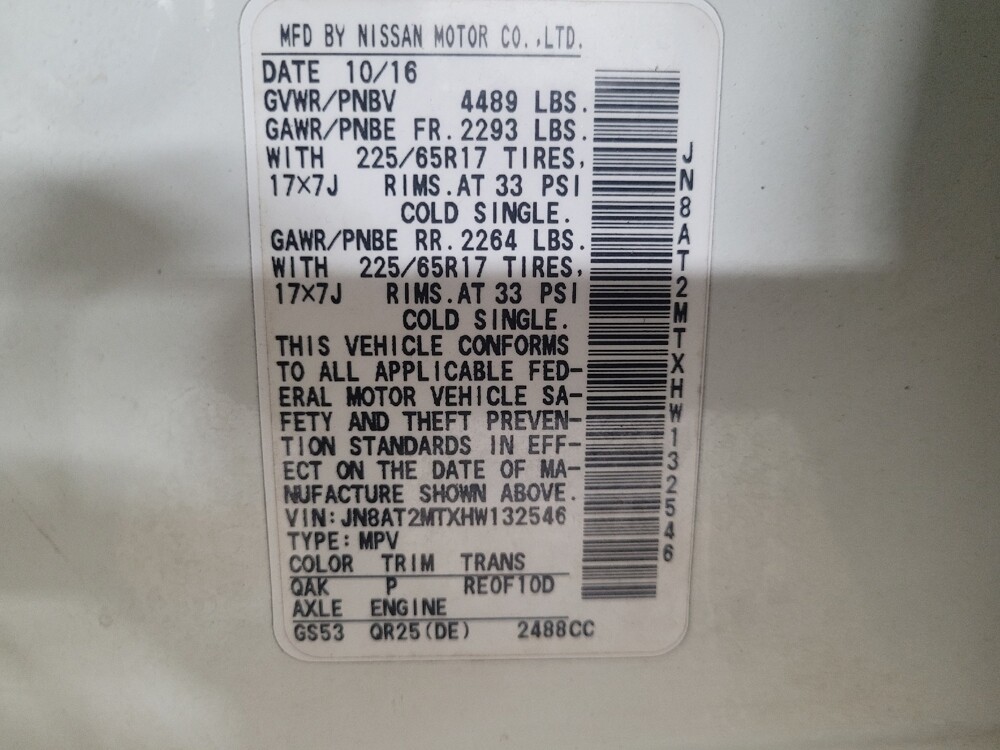 MFD BY NISSAN MOTOR CO.,LTD.
DATE 10/16
GVWR/PNBV 4489 LBS.
GAWR/PNBE FR. 2293 LBS.
WITH 225/65R17 TIRES,
17×7J RIMS. AT 33 PSI
COLD SINGLE.
GAWR/PNBE RR. 2264 LBS.
WITH 225/65R17 TIRES,
17×7J RIMS. AT 33 PSI
COLD SINGLE.
THIS VEHICLE CONFORMS
TO ALL APPLICABLE FED-
ERAL MOTOR VEHICLE SA-
FETY AND THEFT PREVEN-
TION STANDARDS IN EFF-
ECT ON THE DATE OF MA-
NUFACTURE SHOWN ABOVE.
VIN: JN8AT2MTXHW132546
TYPE: MPV
COLOR TRIM TRANS
QAK P RE0F10D
AXLE ENGINE
GS53 QR25(DE) 2488CC
JN8AT2MTXHW132546